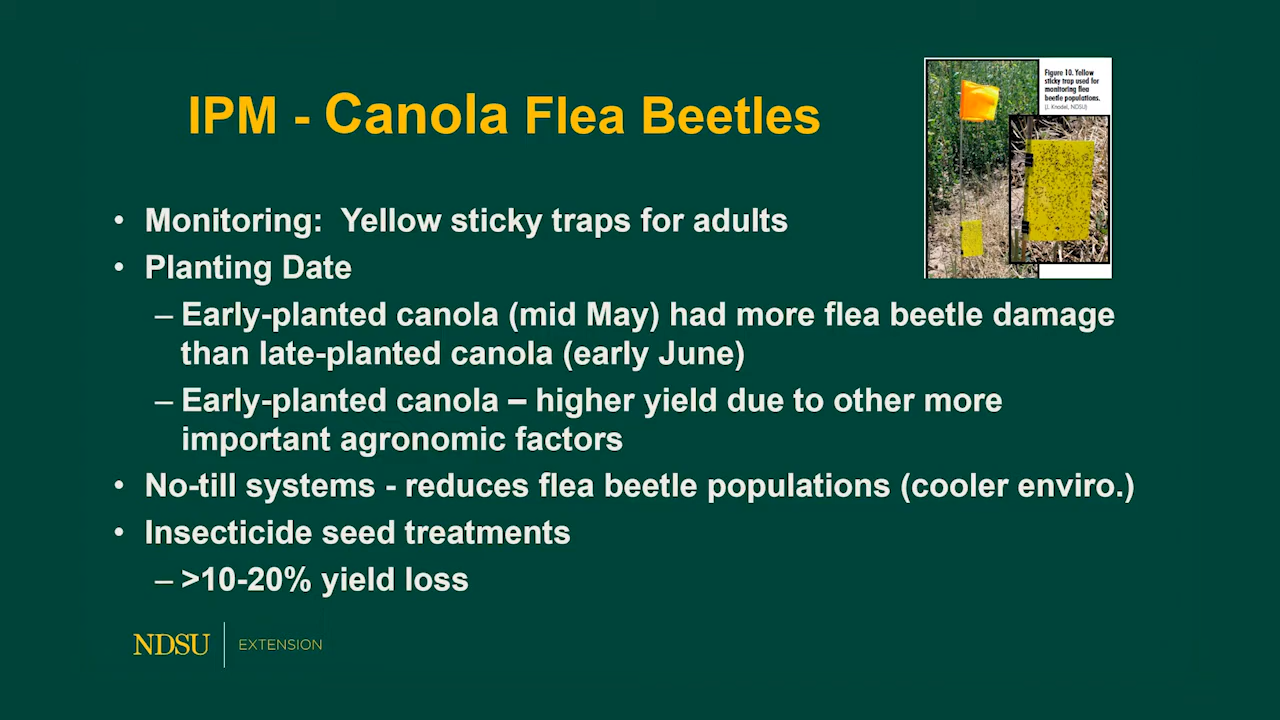 IPM - Canola Flea Beetles
Figure 10. Yellow
sticky trap used for
monitoring flea
beetle populations.
(J. Knodel, NDSU)
• Monitoring:  Yellow sticky traps for adults
• Planting Date
– Early-planted canola (mid May) had more flea beetle damage
than late-planted canola (early June)
– Early-planted canola – higher yield due to other more
important agronomic factors
• No-till systems - reduces flea beetle populations (cooler enviro.)
• Insecticide seed treatments
– >10-20% yield loss
NDSU | EXTENSION